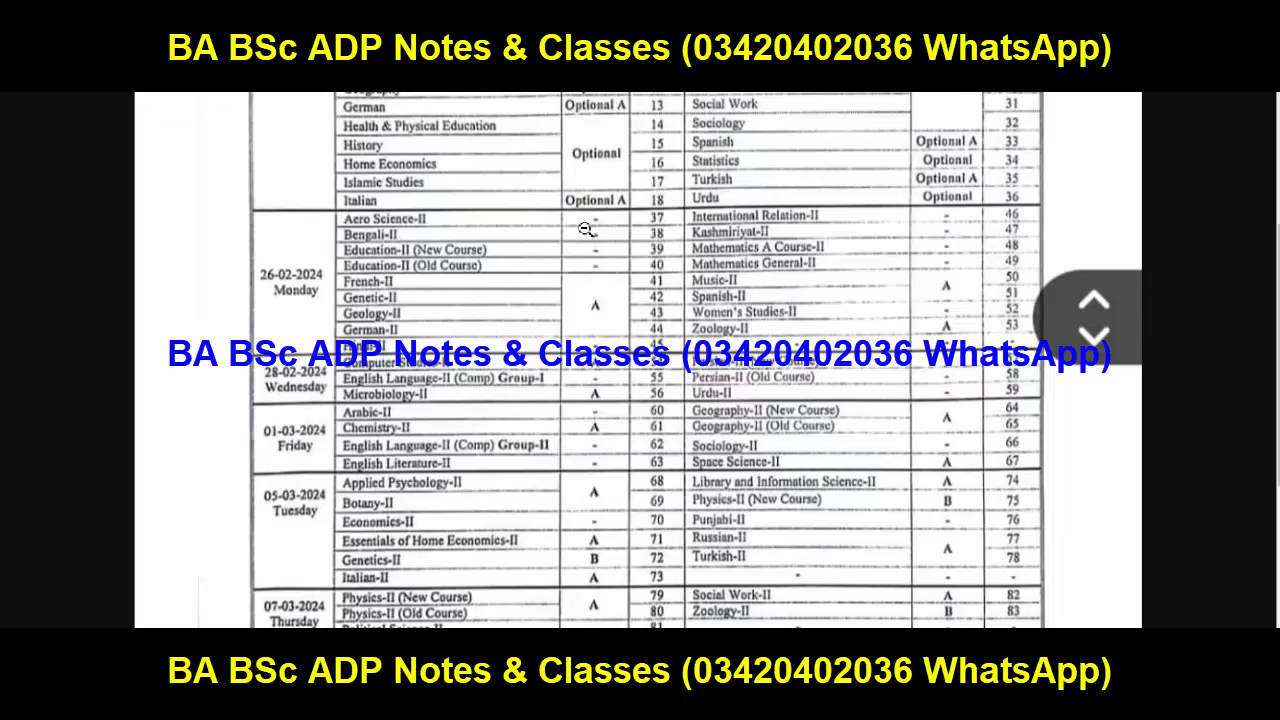 BA BSc ADP Notes & Classes (03420402036 WhatsApp)
German Optional A 13 Social Work 31
Health & Physical Education 14 Sociology 32
History 15 Spanish Optional A 33
Optional
Home Economics 16 Statistics Optional 34
Islamic Studies 17 Turkish Optional A 35
Italian Optional A 18 Urdu Optional 36
26-02-2024
Monday
Aero Science-II - 37 International Relation-II - 46
Bengali-II 38 Kashmiriyat-II - 47
Education-II (New Course) - 39 Mathematics A Course-II - 48
Education-II (Old Course) - 40 Mathematics General-II - 49
French-II 41 Music-II 50
A
Genetic-II 42 Spanish-II 51
A
Geology-II 43 Women's Studies-II - 52
German-II 44 Zoology-II A 53
BA BSc ADP Notes & Classes (03420402036 WhatsApp)
28-02-2024
Wednesday
English Language-II (Comp) Group-I - 55 Persian-II (Old Course) - 58
Microbiology-II A 56 Urdu-II - 59
01-03-2024
Friday
Arabic-II - 60 Geography-II (New Course) 64
A
Chemistry-II A 61 Geography-II (Old Course) 65
English Language-II (Comp) Group-II - 62 Sociology-II - 66
English Literature-II - 63 Space Science-II A 67
05-03-2024
Tuesday
Applied Psychology-II 68 Library and Information Science-II A 74
A
Botany-II 69 Physics-II (New Course) B 75
Economics-II - 70 Punjabi-II - 76
Essentials of Home Economics-II A 71 Russian-II 77
A
Genetics-II B 72 Turkish-II 78
Italian-II A 73 - - -
07-03-2024
Thursday
Physics-II (New Course) 79 Social Work-II A 82
A
Physics-II (Old Course) 80 Zoology-II B 83
BA BSc ADP Notes & Classes (03420402036 WhatsApp)